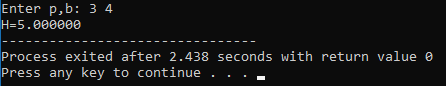 Enter p,b: 3 4
H=5.000000
--------------------------------
Process exited after 2.438 seconds with return value 0
Press any key to continue . . .